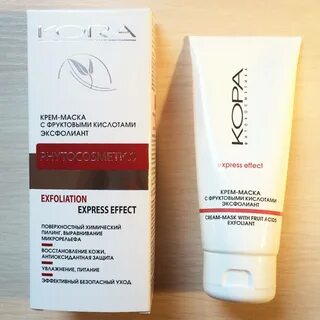 KORA
КРЕМ-МАСКА
С ФРУКТОВЫМИ КИСЛОТАМИ
ЭКСФОЛИАНТ
PHYTOCOSMETICS
EXFOLIATION
EXPRESS EFFECT
ПОВЕРХНОСТНЫЙ ХИМИЧЕСКИЙ
ПИЛИНГ, ВЫРАВНИВАНИЕ
МИКРОРЕЛЬЕФА
ВОССТАНОВЛЕНИЕ КОЖИ,
АНТИОКСИДАНТНАЯ ЗАЩИТА
УВЛАЖНЕНИЕ, ПИТАНИЕ
ЭФФЕКТИВНЫЙ БЕЗОПАСНЫЙ УХОД
КОРА
PHYTOCOSMETICS
express effect
КРЕМ-МАСКА
С ФРУКТОВЫМИ КИСЛОТАМИ
ЭКСФОЛИАНТ
CREAM-MASK WITH FRUIT ACIDS
EXFOLIANT